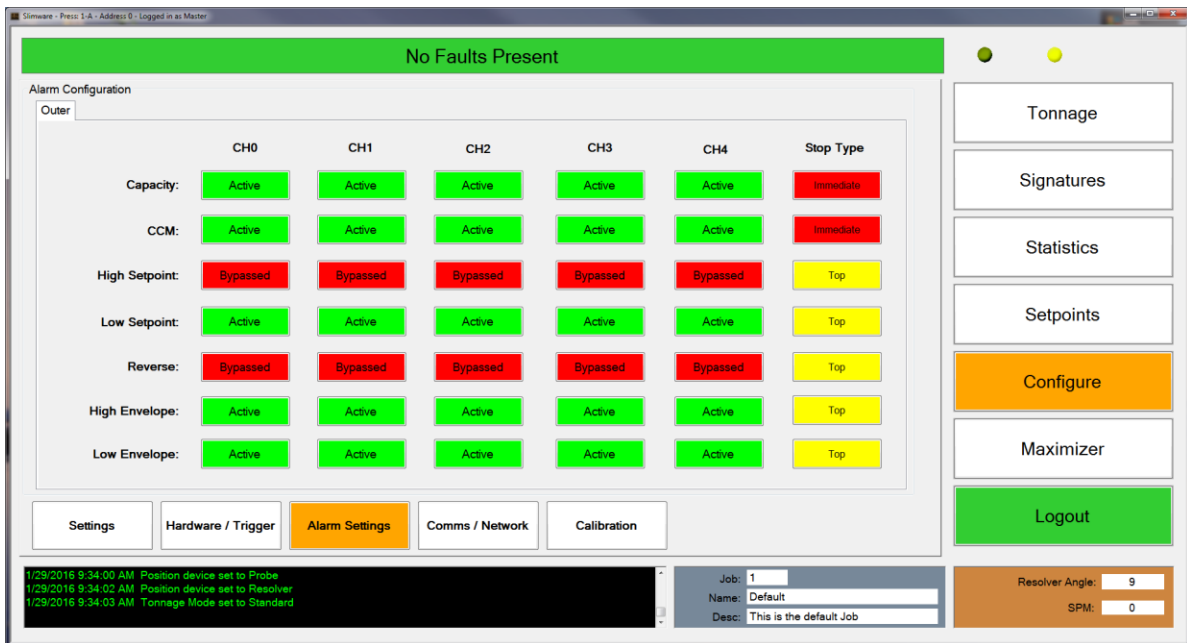 Slimware - Press: 1-A - Address 0 - Logged in as Master
No Faults Present
Alarm Configuration
Outer
CH0 CH1 CH2 CH3 CH4 Stop Type
Capacity: Active Active Active Active Active Immediate
CCM: Active Active Active Active Active Immediate
High Setpoint: Bypassed Bypassed Bypassed Bypassed Bypassed Top
Low Setpoint: Active Active Active Active Active Top
Reverse: Bypassed Bypassed Bypassed Bypassed Bypassed Top
High Envelope: Active Active Active Active Active Top
Low Envelope: Active Active Active Active Active Top
Settings Hardware / Trigger Alarm Settings Comms / Network Calibration
Tonnage
Signatures
Statistics
Setpoints
Configure
Maximizer
Logout
1/29/2016 9:34:00 AM Position device set to Probe
1/29/2016 9:34:02 AM Position device set to Resolver
1/29/2016 9:34:03 AM Tonnage Mode set to Standard
Job: 1
Name: Default
Desc: This is the default Job
Resolver Angle: 9
SPM: 0